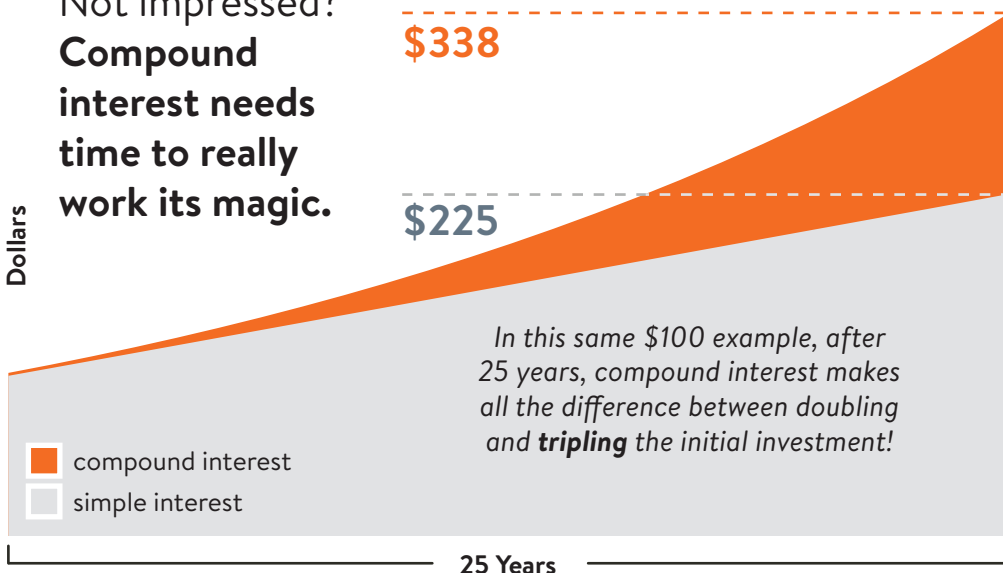 Not impressed?
Compound
interest needs
time to really
work its magic.
$338
$225
Dollars
In this same $100 example, after
25 years, compound interest makes
all the difference between doubling
and tripling the initial investment!
compound interest
simple interest
25 Years